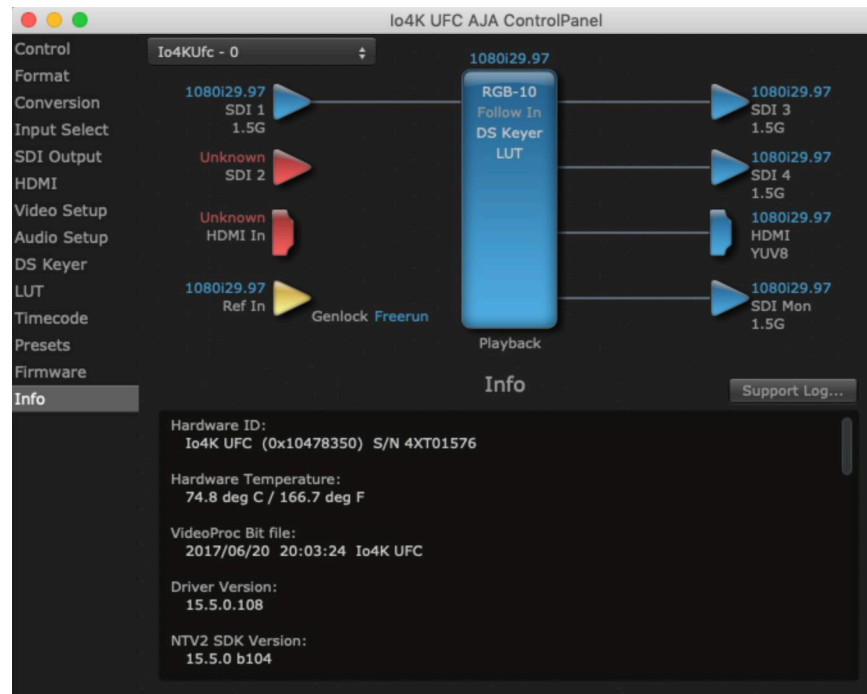 Io4K UFC AJA ControlPanel
Control
Format
Conversion
Input Select
SDI Output
HDMI
Video Setup
Audio Setup
DS Keyer
LUT
Timecode
Presets
Firmware
Info
Io4KUfc - 0
1080i29.97
SDI 1
1.5G
Unknown
SDI 2
Unknown
HDMI In
1080i29.97
Ref In
Genlock Freerun
1080i29.97
RGB-10
Follow In
DS Keyer
LUT
Playback
1080i29.97
SDI 3
1.5G
1080i29.97
SDI 4
1.5G
1080i29.97
HDMI
YUV8
1080i29.97
SDI Mon
1.5G
Info
Support Log...
Hardware ID:
Io4K UFC (0x10478350) S/N 4XT01576
Hardware Temperature:
74.8 deg C / 166.7 deg F
VideoProc Bit file:
2017/06/20 20:03:24 Io4K UFC
Driver Version:
15.5.0.108
NTV2 SDK Version:
15.5.0 b104